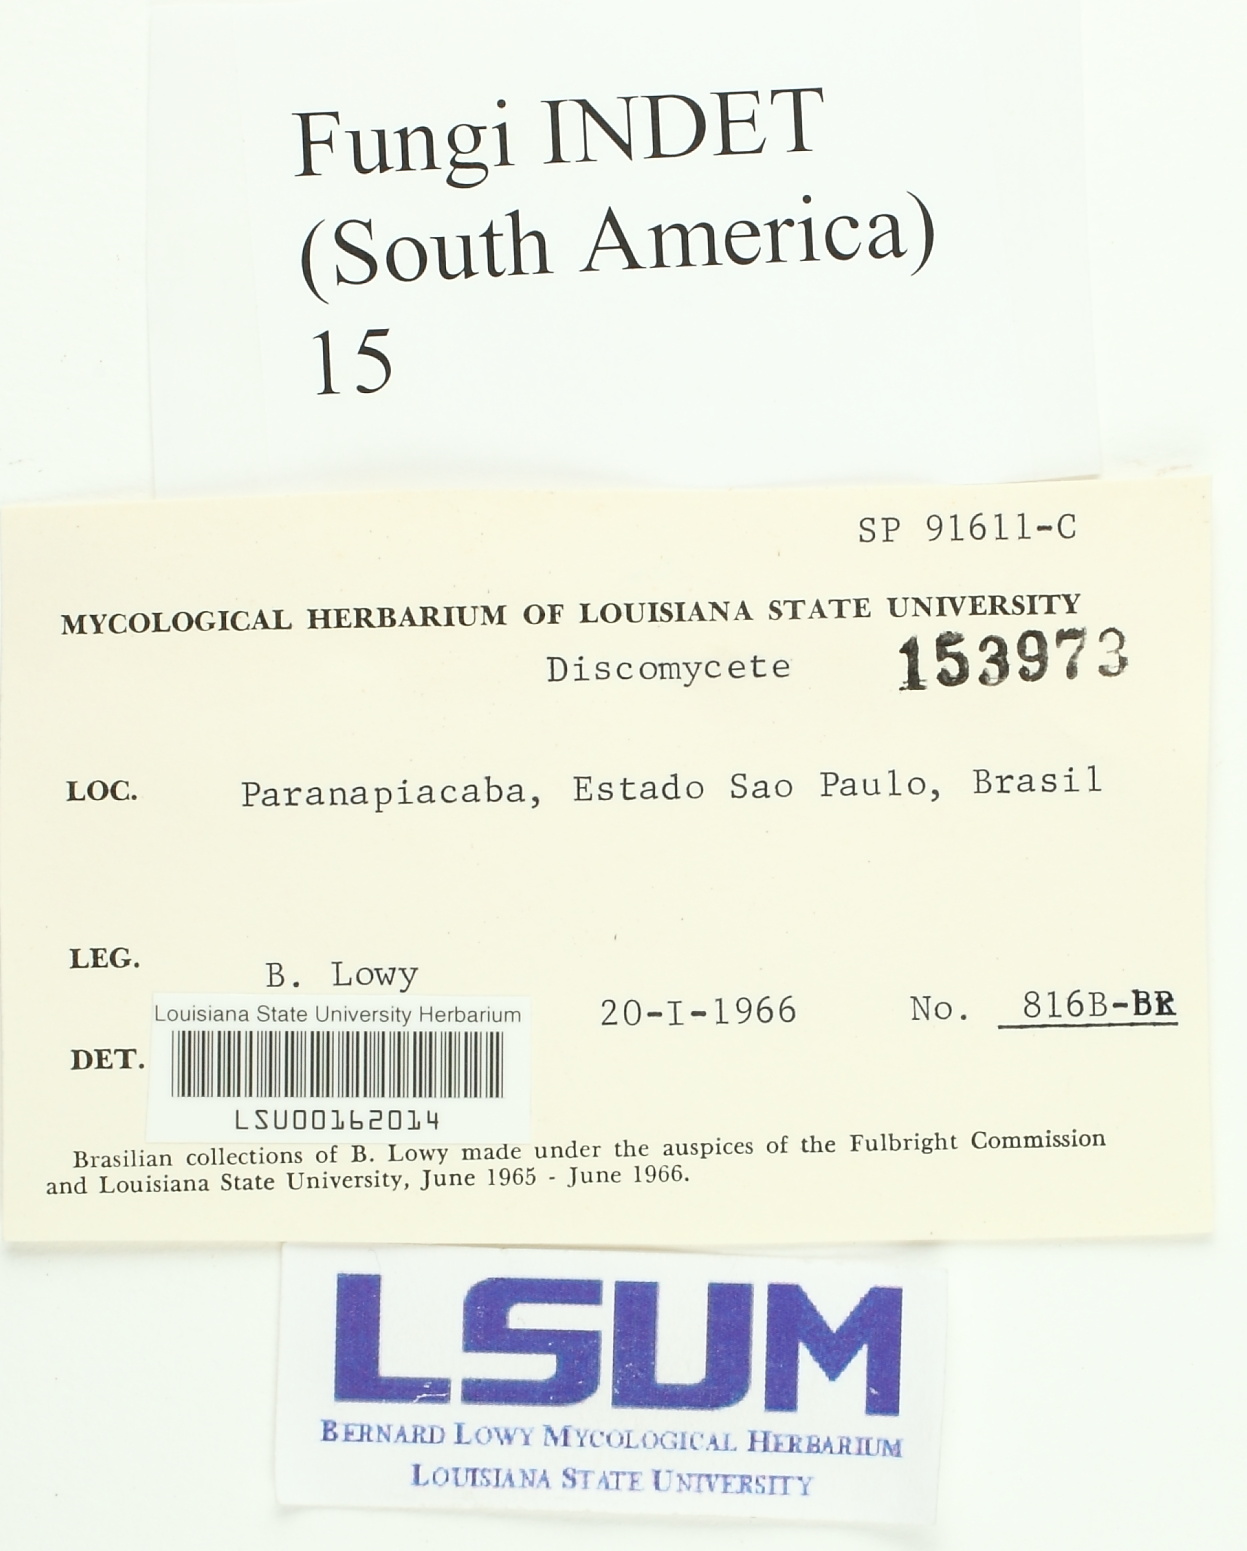 Fungi INDET
(South America)
15
SP 91611-C
MYCOLOGICAL HERBARIUM OF LOUISIANA STATE UNIVERSITY
Discomycete 153973
LOC. Paranapiacaba, Estado Sao Paulo, Brasil
LEG. B. Lowy
20-I-1966 No. 816B-BR
Louisiana State University Herbarium
DET.
LSU00162014
Brasilian collections of B. Lowy made under the auspices of the Fulbright Commission
and Louisiana State University, June 1965 - June 1966.
LSUM
BERNARD LOWY MYCOLOGICAL HERBARIUM
LOUISIANA STATE UNIVERSITY